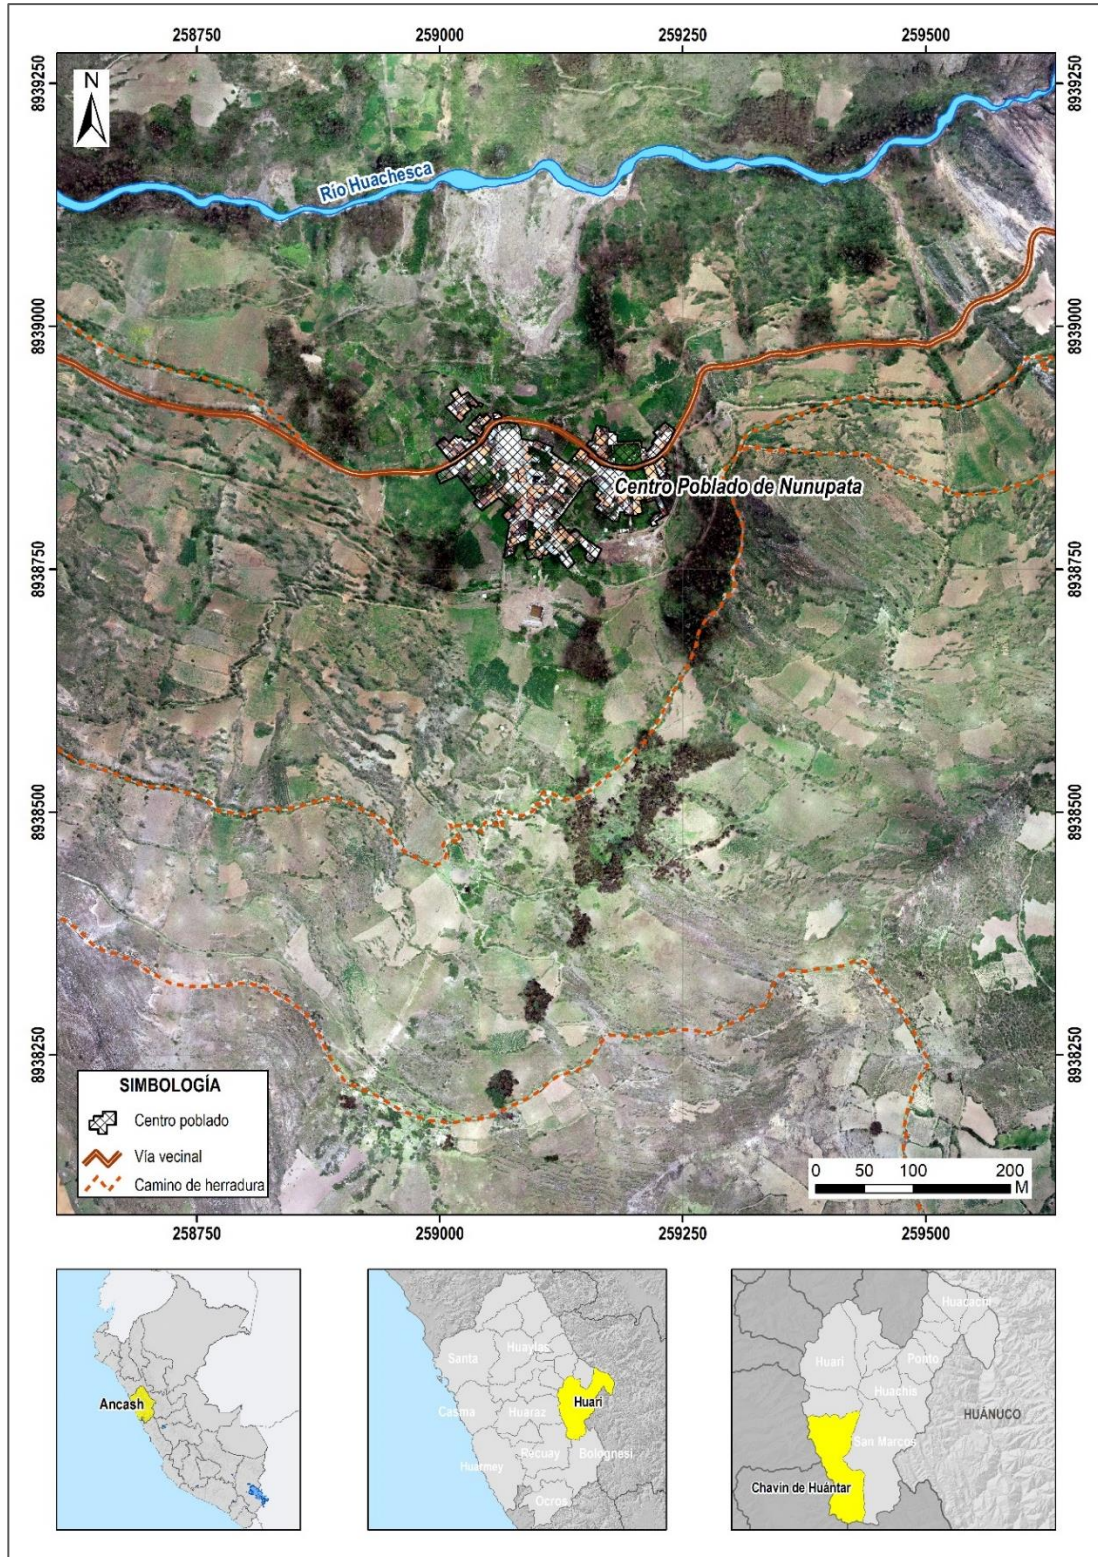 258750 259000 259250 259500
8939250
8939250
N
Río Huachesca
8939000
8939000
Centro Poblado de Nunupata
8938750
8938750
8938500
8938500
8938250
8938250
SIMBOLOGÍA
Centro poblado
Vía vecinal
Camino de herradura
0 50 100 200
M
258750 259000 259250 259500
Ancash
Santa
Huaylas
Casma
Huaraz
Huari
Huarmey
Recuay
Bolognesi
Ocros
Huacachi
Huari
Ponto
Huachis
HUÁNUCO
San Marcos
Chavín de Huántar